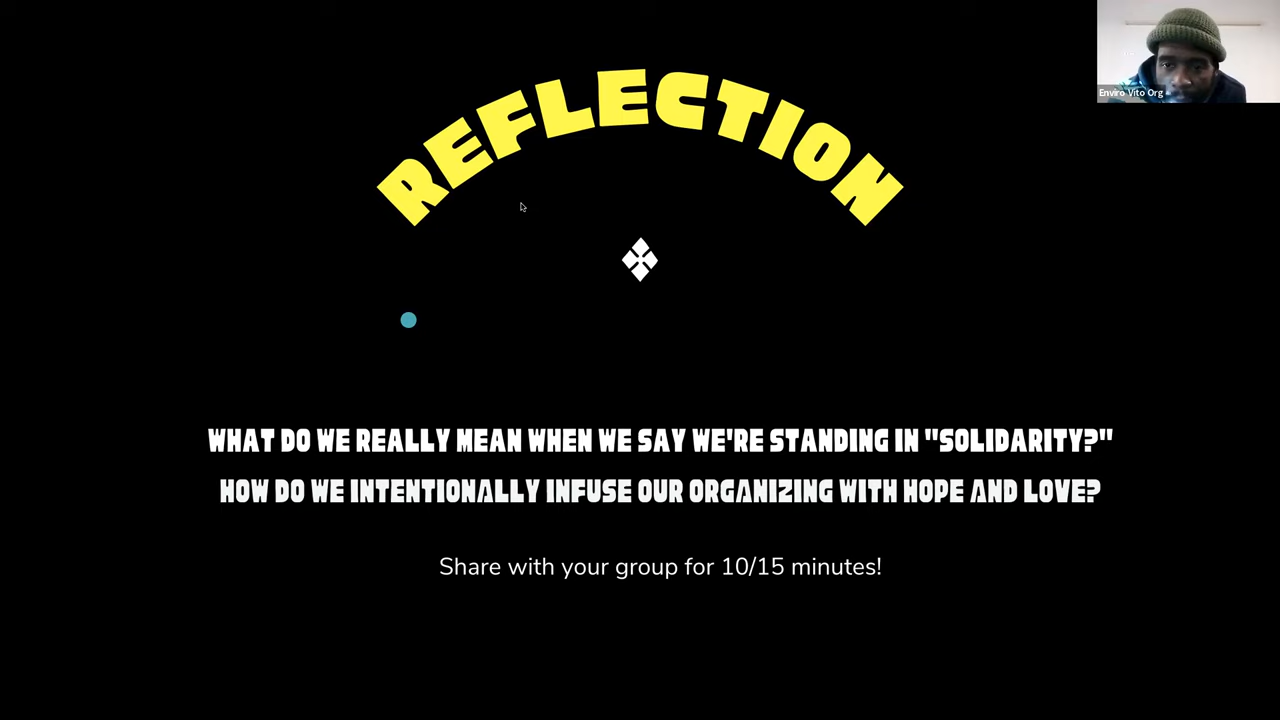 REFLECTION
Enviro Vito Org
WHAT DO WE REALLY MEAN WHEN WE SAY WE'RE STANDING IN "SOLIDARITY?"
HOW DO WE INTENTIONALLY INFUSE OUR ORGANIZING WITH HOPE AND LOVE?
Share with your group for 10/15 minutes!